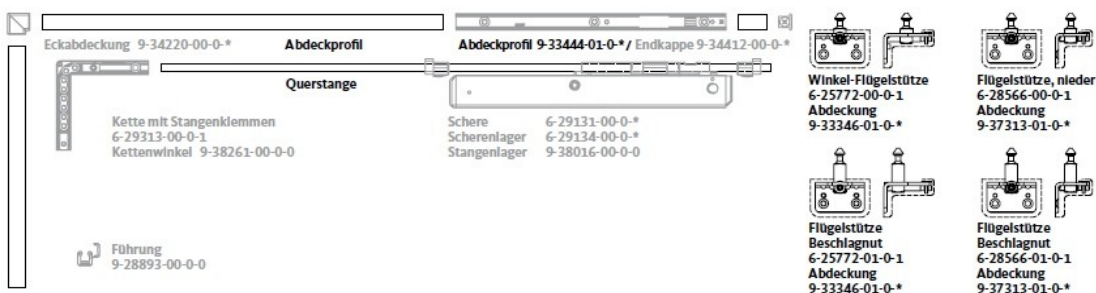 Eckabdeckung 9-34220-00-0-*
Abdeckprofil
Abdeckprofil 9-33444-01-0-*/ Endkappe 9-34412-00-0-*
Querstange
Kette mit Stangenklemmen
6-29313-00-0-1
Kettenwinkel 9-38261-00-0-0
Schere 6-29131-00-0-*
Scherenlager 6-29134-00-0-*
Stangenlager 9-38016-00-0-0
Führung
9-28893-00-0-0
Winkel-Flügelstütze
6-25772-00-0-1
Abdeckung
9-33346-01-0-*
Flügelstütze, nieder
6-28566-00-0-1
Abdeckung
9-37313-01-0-*
Flügelstütze
Beschlagnut
6-25772-01-0-1
Abdeckung
9-33346-01-0-*
Flügelstütze
Beschlagnut
6-28566-01-0-1
Abdeckung
9-37313-01-0-*